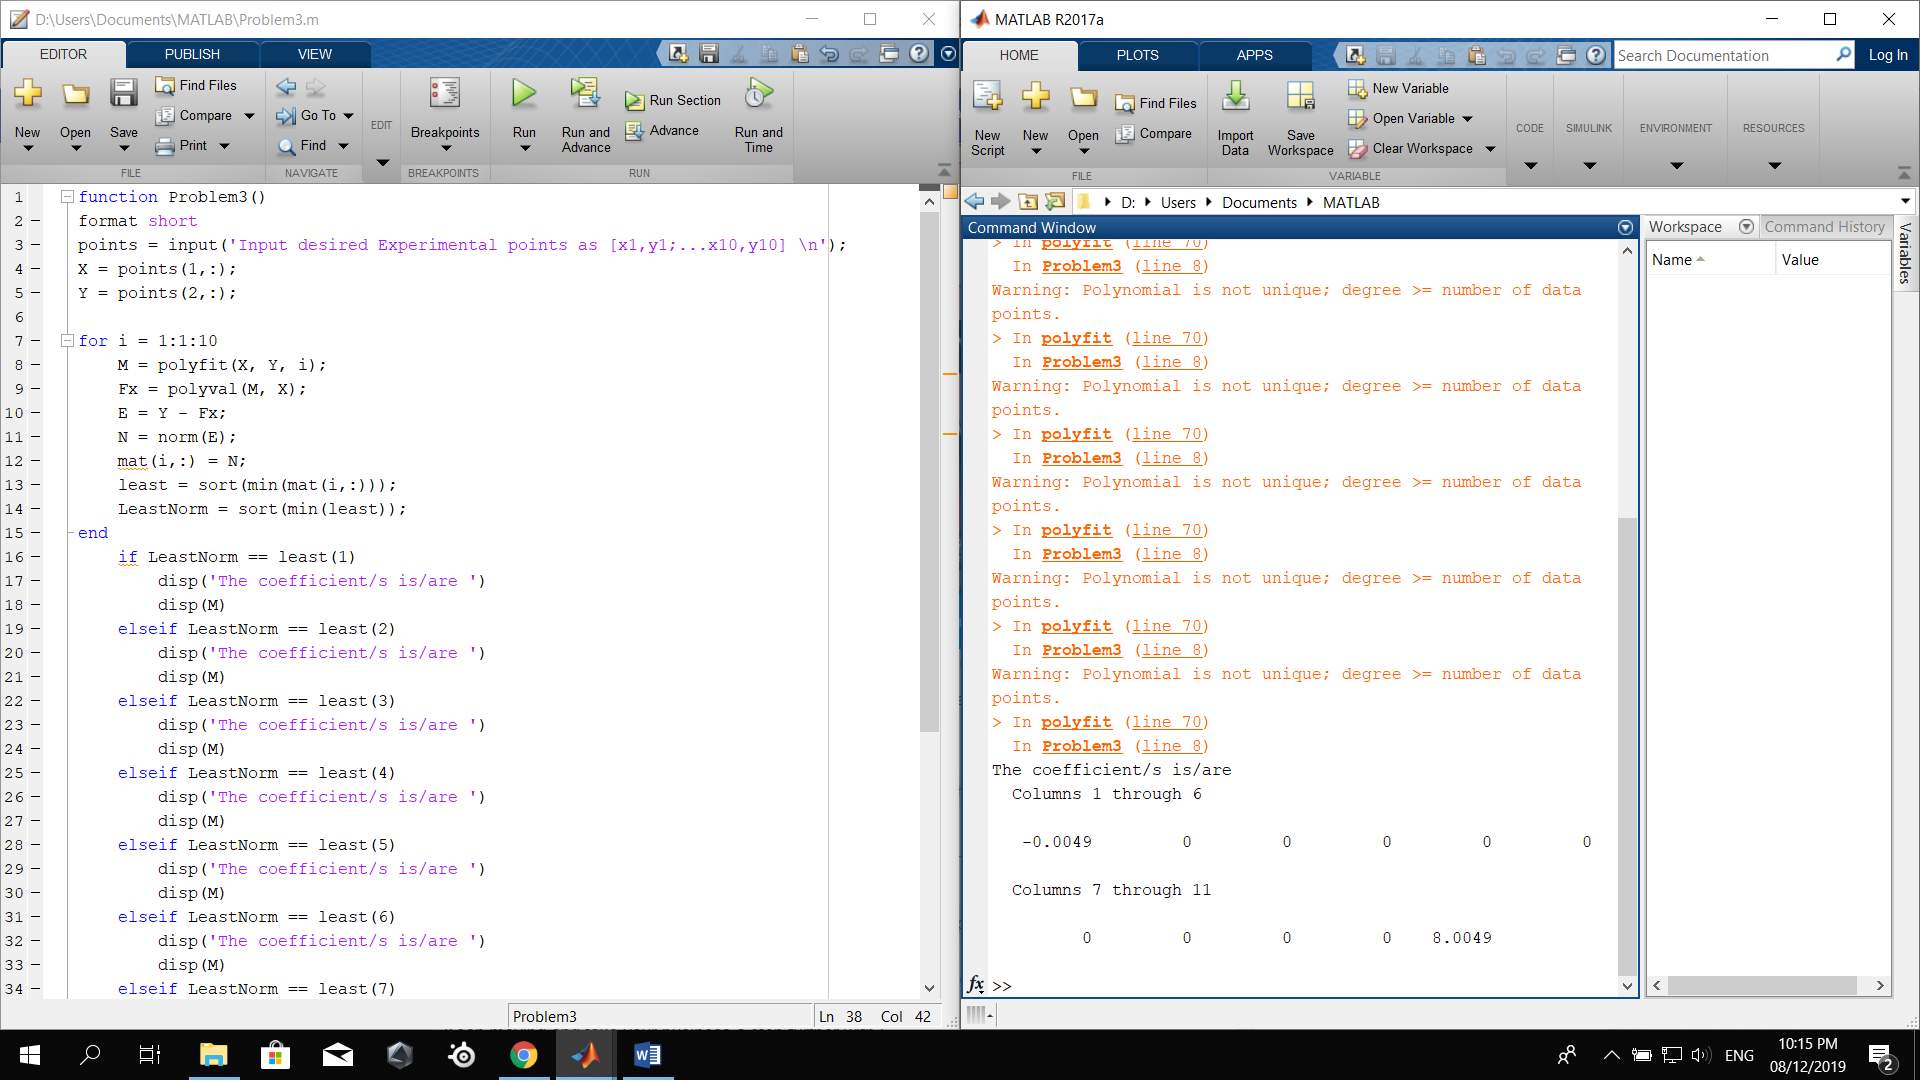 D:\Users\Documents\MATLAB\Problem3.m
EDITOR PUBLISH VIEW
New Open Save
Find Files
Compare
Print
FILE
Go To
Find
NAVIGATE
EDIT
Breakpoints
BREAKPOINTS
Run
Run and Advance
Run Section
Advance
Run and Time
RUN
1 function Problem3()
2 – format short
3 – points = input('Input desired Experimental points as [x1,y1;...x10,y10] \n');
4 – X = points(1,:);
5 – Y = points(2,:);
6
7 – for i = 1:1:10
8 – M = polyfit(X, Y, i);
9 – Fx = polyval(M, X);
10 – E = Y - Fx;
11 – N = norm(E);
12 – mat(i,:) = N;
13 – least = sort(min(mat(i,:)));
14 – LeastNorm = sort(min(least));
15 – end
16 – if LeastNorm == least(1)
17 – disp('The coefficient/s is/are ')
18 – disp(M)
19 – elseif LeastNorm == least(2)
20 – disp('The coefficient/s is/are ')
21 – disp(M)
22 – elseif LeastNorm == least(3)
23 – disp('The coefficient/s is/are ')
24 – disp(M)
25 – elseif LeastNorm == least(4)
26 – disp('The coefficient/s is/are ')
27 – disp(M)
28 – elseif LeastNorm == least(5)
29 – disp('The coefficient/s is/are ')
30 – disp(M)
31 – elseif LeastNorm == least(6)
32 – disp('The coefficient/s is/are ')
33 – disp(M)
34 – elseif LeastNorm == least(7)
Problem3 Ln 38 Col 42
MATLAB R2017a
HOME PLOTS APPS
Search Documentation
Log In
New Script
New
Open
Find Files
Compare
FILE
Import Data
Save Workspace
New Variable
Open Variable
Clear Workspace
VARIABLE
CODE
SIMULINK
ENVIRONMENT
RESOURCES
D: Users Documents MATLAB
Command Window
> In polyfit (line 70)
In Problem3 (line 8)
Warning: Polynomial is not unique; degree >= number of data
points.
> In polyfit (line 70)
In Problem3 (line 8)
Warning: Polynomial is not unique; degree >= number of data
points.
> In polyfit (line 70)
In Problem3 (line 8)
Warning: Polynomial is not unique; degree >= number of data
points.
> In polyfit (line 70)
In Problem3 (line 8)
Warning: Polynomial is not unique; degree >= number of data
points.
> In polyfit (line 70)
In Problem3 (line 8)
Warning: Polynomial is not unique; degree >= number of data
points.
> In polyfit (line 70)
In Problem3 (line 8)
The coefficient/s is/are
Columns 1 through 6
-0.0049 0 0 0 0 0
Columns 7 through 11
0 0 0 0 8.0049
fx >>
Workspace
Command History
Name Value
Variables
ENG
10:15 PM
08/12/2019
2